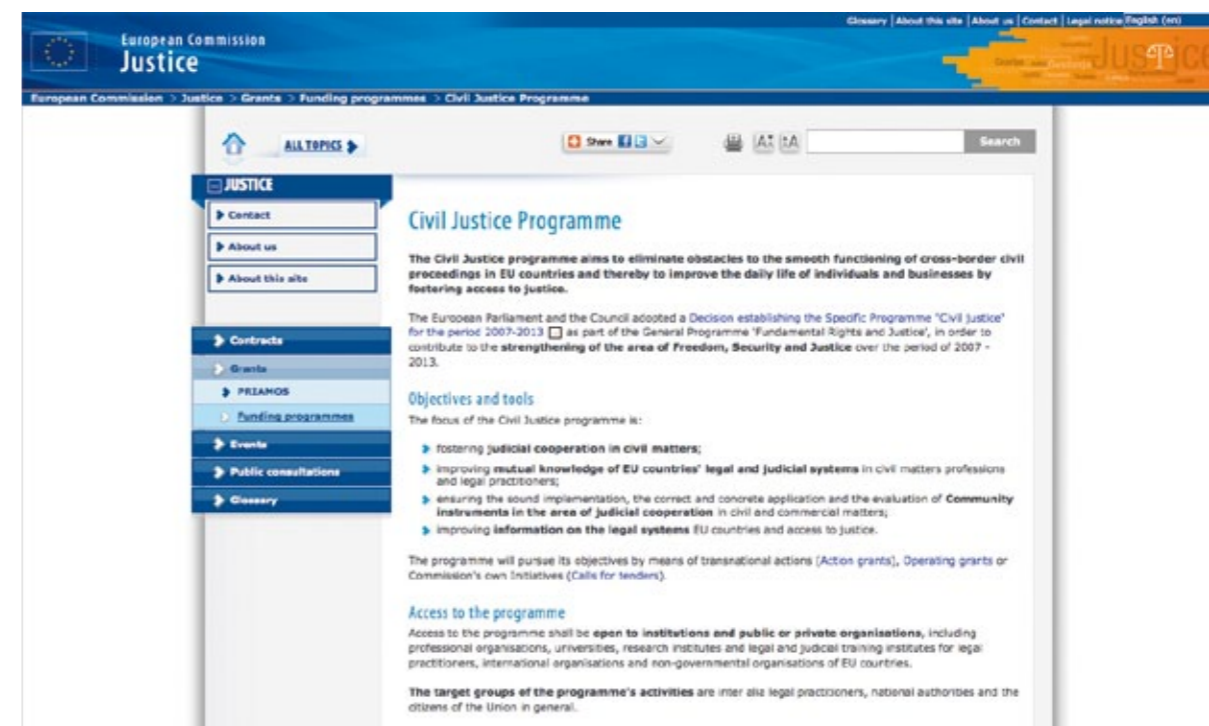 Glossary | About this site | About us | Contact | Legal notice English (en)
European Commission
Justice
Justice
European Commission > Justice > Grants > Funding programmes > Civil Justice Programme
ALL TOPICS
Share
Search
JUSTICE
Contact
About us
About this site
Contracts
Grants
PRIAMOS
Funding programmes
Events
Public consultations
Glossary
Civil Justice Programme
The Civil Justice programme aims to eliminate obstacles to the smooth functioning of cross-border civil
proceedings in EU countries and thereby to improve the daily life of individuals and businesses by
fostering access to justice.
The European Parliament and the Council adopted a Decision establishing the Specific Programme "Civil justice"
for the period 2007-2013 as part of the General Programme 'Fundamental Rights and Justice', in order to
contribute to the strengthening of the area of Freedom, Security and Justice over the period of 2007 -
2013.
Objectives and tools
The focus of the Civil Justice programme is:
fostering judicial cooperation in civil matters;
improving mutual knowledge of EU countries' legal and judicial systems in civil matters professions
and legal practitioners;
ensuring the sound implementation, the correct and concrete application and the evaluation of Community
instruments in the area of judicial cooperation in civil and commercial matters;
improving information on the legal systems EU countries and access to justice.
The programme will pursue its objectives by means of transnational actions (Action grants), Operating grants or
Commission's own Initiatives (Calls for tenders).
Access to the programme
Access to the programme shall be open to institutions and public or private organisations, including
professional organisations, universities, research institutes and legal and judicial training institutes for legal
practitioners, international organisations and non-governmental organisations of EU countries.
The target groups of the programme's activities are inter alia legal practitioners, national authorities and the
citizens of the Union in general.